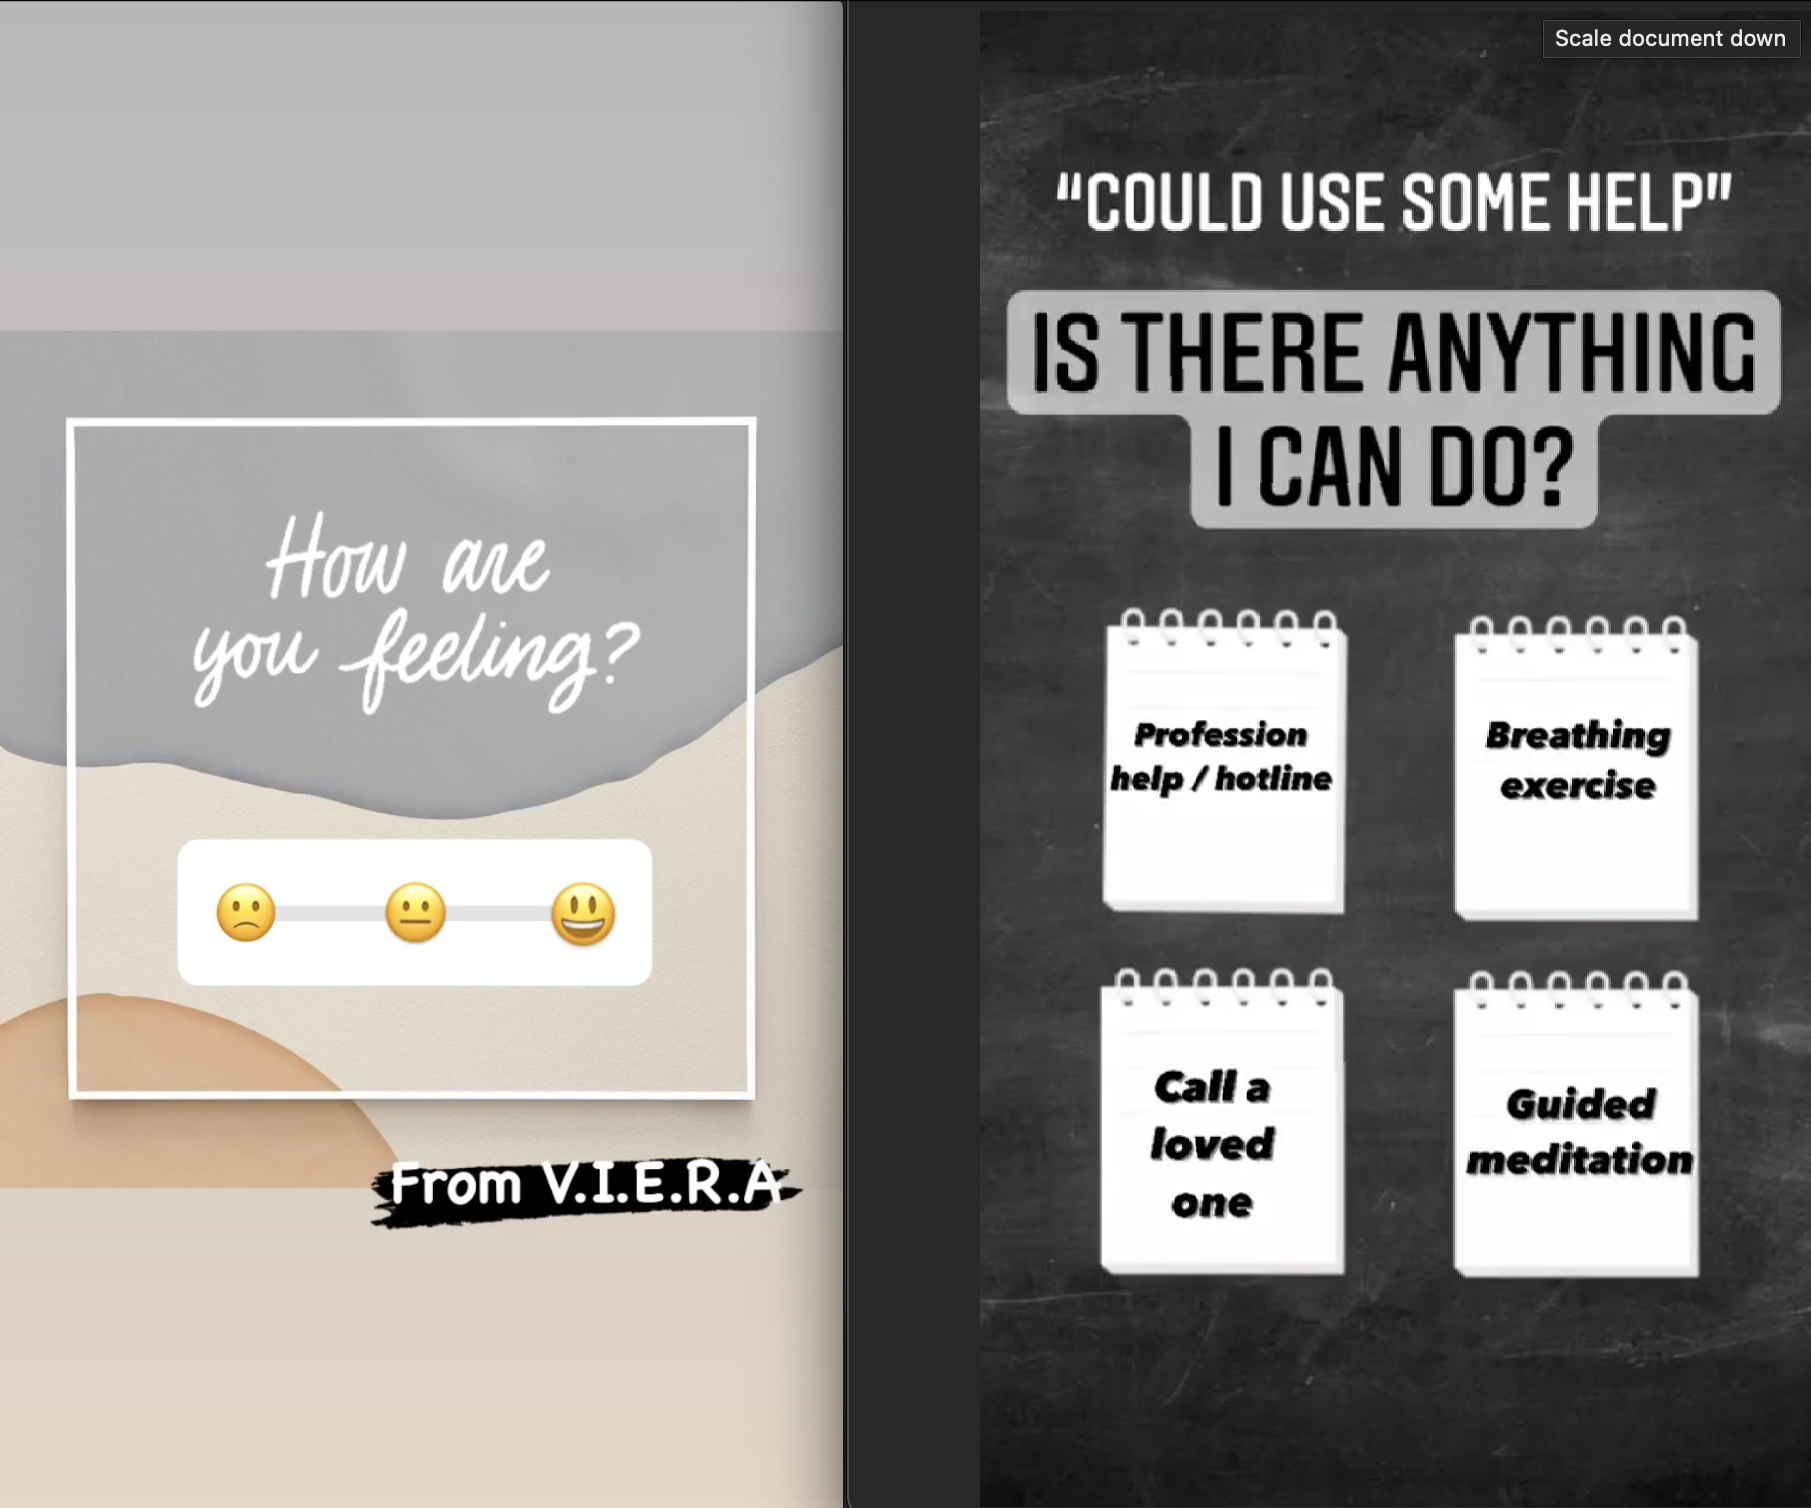 How are
you feeling?
From V.I.E.R.A
Scale document down
"COULD USE SOME HELP"
IS THERE ANYTHING
I CAN DO?
Profession
help / hotline
Breathing
exercise
Call a
loved
one
Guided
meditation